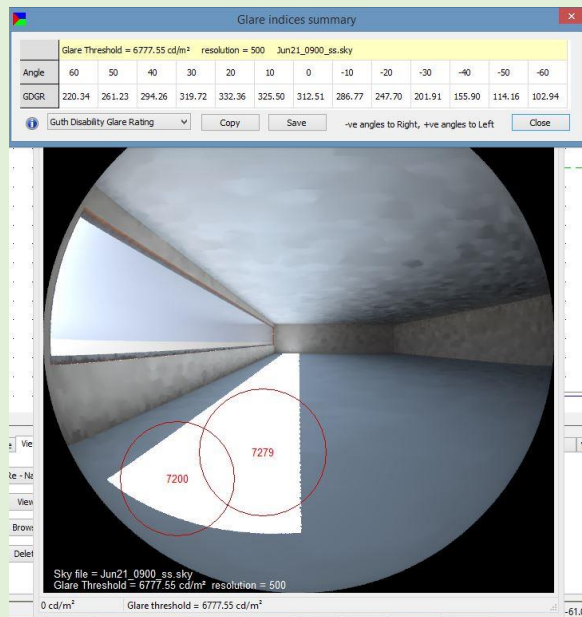 Glare indices summary
Glare Threshold = 6777.55 cd/m² resolution = 500 Jun21_0900_ss.sky
Angle 60 50 40 30 20 10 0 -10 -20 -30 -40 -50 -60
GDGR 220.34 261.23 294.26 319.72 332.36 325.50 312.51 286.77 247.70 201.91 155.90 114.16 102.94
Guth Disability Glare Rating Copy Save -ve angles to Right, +ve angles to Left Close
7279
7200
Sky file = Jun21_0900_ss.sky
Glare Threshold = 6777.55 cd/m² resolution = 500
0 cd/m² Glare threshold = 6777.55 cd/m²